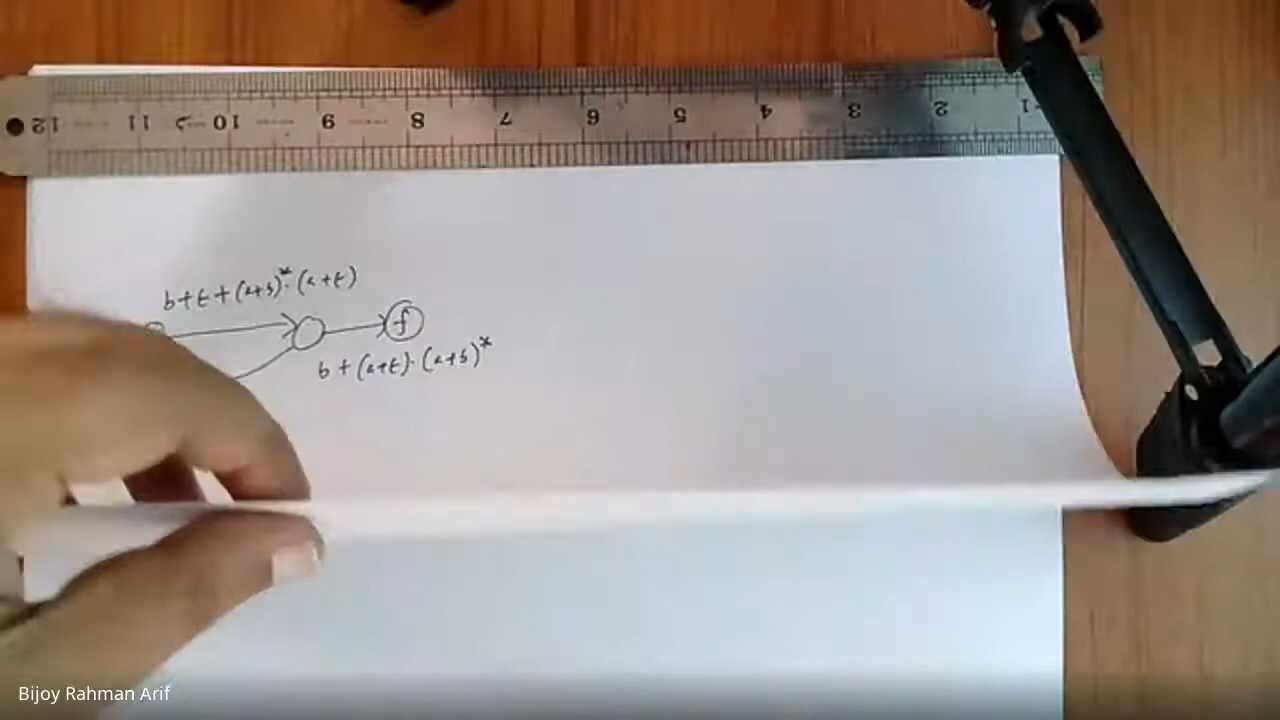 12 11 10 9 8 7 6 5 4 3 2 1
b+ε+(a+b)*·(a+ε)
f
b+(a+ε)·(a+b)*
Bijoy Rahman Arif